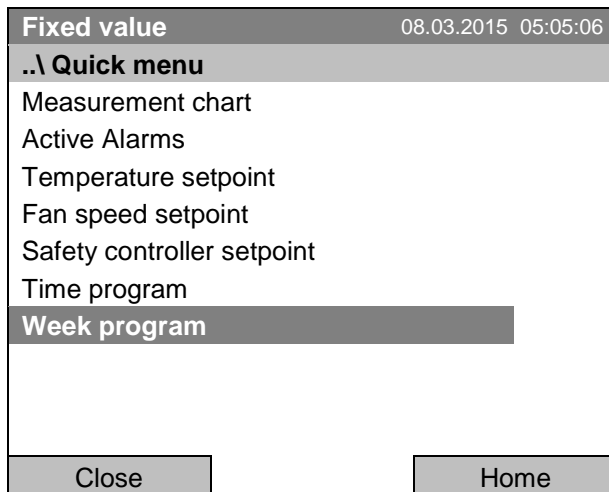 Fixed value 08.03.2015 05:05:06
..\ Quick menu
Measurement chart
Active Alarms
Temperature setpoint
Fan speed setpoint
Safety controller setpoint
Time program
Week program
Close Home